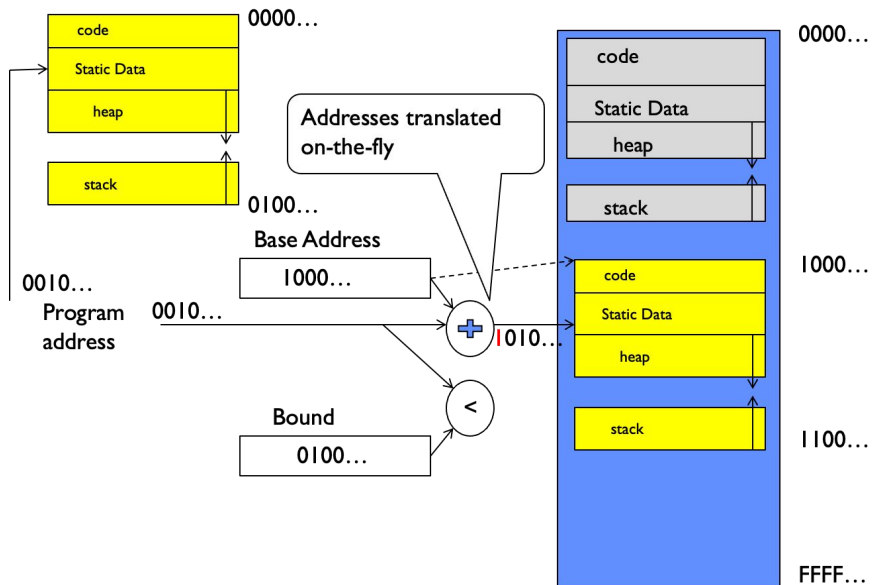 code
0000...
Static Data
heap
stack
0100...
0010...
Program
address
0010...
Addresses translated
on-the-fly
Base Address
1000...
+
1010...
<
Bound
0100...
0000...
code
Static Data
heap
stack
1000...
code
Static Data
heap
stack
1100...
FFFF...